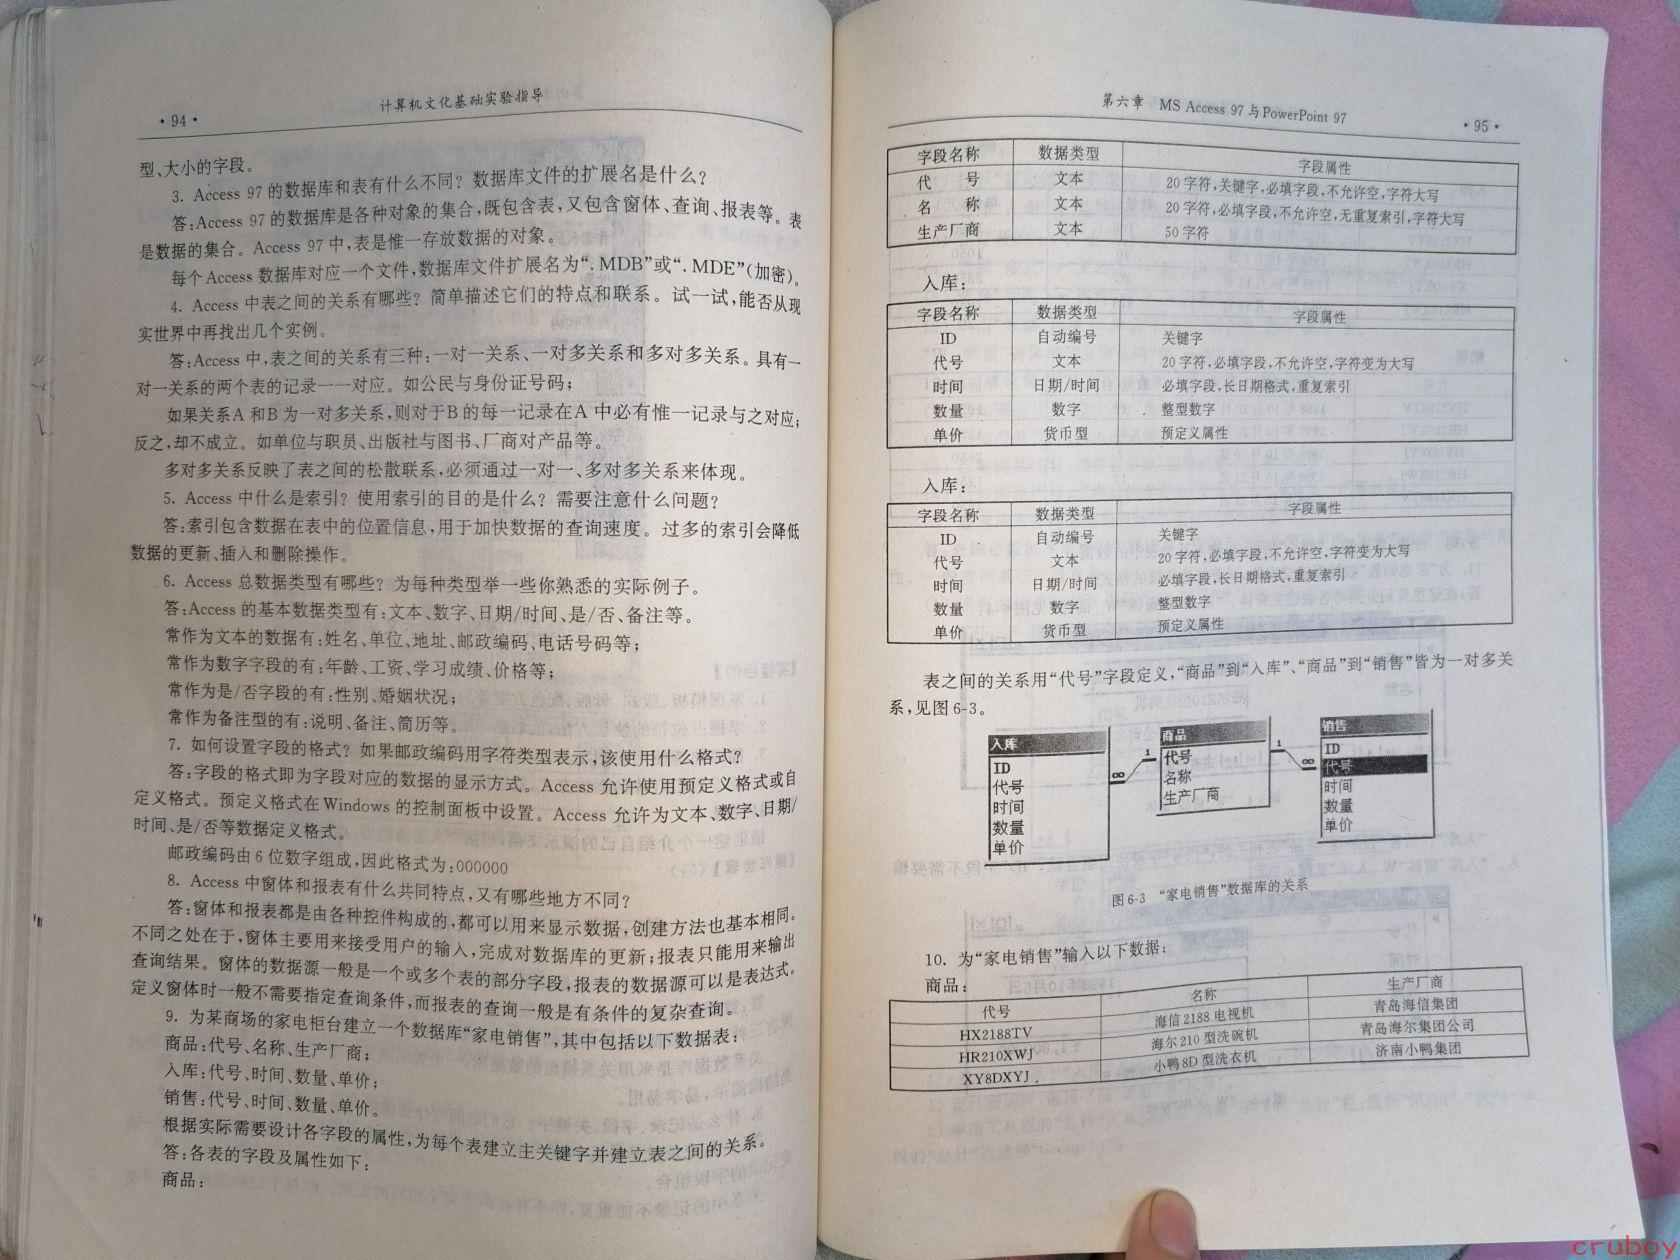 ·94·
计算机文化基础实验指导
型、大小的字段。
3. Access 97 的数据库和表有什么不同？数据库文件的扩展名是什么？
答:Access 97 的数据库是各种对象的集合,既包含表,又包含窗体、查询、报表等。表
是数据的集合。Access 97 中,表是惟一存放数据的对象。
每个 Access 数据库对应一个文件,数据库文件扩展名为“. MDB”或“. MDE”(加密)。
4. Access 中表之间的关系有哪些？简单描述它们的特点和联系。试一试,能否从现
实世界中再找出几个实例。
答:Access 中,表之间的关系有三种:一对一关系、一对多关系和多对多关系。具有一
对一关系的两个表的记录一一对应。如公民与身份证号码;
如果关系 A 和 B 为一对多关系,则对于 B 的每一记录在 A 中必有惟一记录与之对应;
反之,却不成立。如单位与职员、出版社与图书、厂商对产品等。
多对多关系反映了表之间的松散联系,必须通过一对一、多对多关系来体现。
5. Access 中什么是索引？使用索引的目的是什么？需要注意什么问题？
答:索引包含数据在表中的位置信息,用于加快数据的查询速度。过多的索引会降低
数据的更新、插入和删除操作。
6. Access 总数据类型有哪些？为每种类型举一些你熟悉的实际例子。
答:Access 的基本数据类型有:文本、数字、日期/时间、是/否、备注等。
常作为文本的数据有:姓名、单位、地址、邮政编码、电话号码等;
常作为数字字段的有:年龄、工资、学习成绩、价格等;
常作为是/否字段的有:性别、婚姻状况;
常作为备注型的有:说明、备注、简历等。
7. 如何设置字段的格式？如果邮政编码用字符类型表示,该使用什么格式？
答:字段的格式即为字段对应的数据的显示方式。Access 允许使用预定义格式或自
定义格式。预定义格式在 Windows 的控制面板中设置。Access 允许为文本、数字、日期/
时间、是/否等数据定义格式。
邮政编码由 6 位数字组成,因此格式为:000000
8. Access 中窗体和报表有什么共同特点,又有哪些地方不同？
答:窗体和报表都是由各种控件构成的,都可以用来显示数据,创建方法也基本相同。
不同之处在于,窗体主要用来接受用户的输入,完成对数据库的更新;报表只能用来输出
查询结果。窗体的数据源一般是一个或多个表的部分字段,报表的数据源可以是表达式。
定义窗体时一般不需要指定查询条件,而报表的查询一般是有条件的复杂查询。
9. 为某商场的家电柜台建立一个数据库“家电销售”,其中包括以下数据表:
商品:代号、名称、生产厂商;
入库:代号、时间、数量、单价;
销售:代号、时间、数量、单价。
根据实际需要设计各字段的属性,为每个表建立主关键字并建立表之间的关系。
答:各表的字段及属性如下:
商品:
第六章 MS Access 97 与 PowerPoint 97
·95·
字段名称 数据类型 字段属性
代 号 文本 20 字符,关键字,必填字段,不允许空,字符大写
名 称 文本 20 字符,必填字段,不允许空,无重复索引,字符大写
生产厂商 文本 50 字符
入库:
字段名称 数据类型 字段属性
ID 自动编号 关键字
代号 文本 20 字符,必填字段,不允许空,字符变为大写
时间 日期/时间 必填字段,长日期格式,重复索引
数量 数字 整型数字
单价 货币型 预定义属性
入库:
字段名称 数据类型 字段属性
ID 自动编号 关键字
代号 文本 20 字符,必填字段,不允许空,字符变为大写
时间 日期/时间 必填字段,长日期格式,重复索引
数量 数字 整型数字
单价 货币型 预定义属性
表之间的关系用“代号”字段定义,“商品”到“入库”、“商品”到“销售”皆为一对多关
系,见图 6-3。
入库
ID
代号
时间
数量
单价
∞ 1
商品
代号
名称
生产厂商
1 ∞
销售
ID
代号
时间
数量
单价
图 6-3 “家电销售”数据库的关系
10. 为“家电销售”输入以下数据:
商品:
代号 名称 生产厂商
HX2188TV 海信 2188 电视机 青岛海信集团
HR210XWJ 海尔 210 型洗碗机 青岛海尔集团公司
XY8DXYJ 小鸭 8D 型洗衣机 济南小鸭集团
cruboy